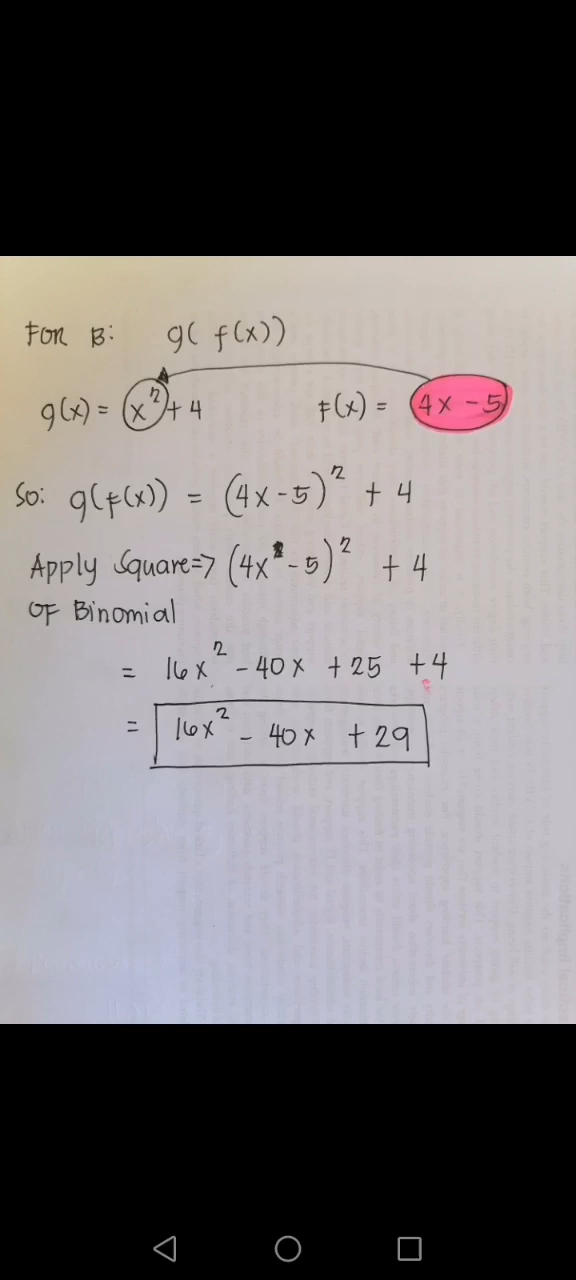 FOR B: g( f(x))
g(x) = x² + 4 f(x) = 4x - 5
So: g(f(x)) = (4x - 5)² + 4
Apply Square => (4x - 5)² + 4
OF Binomial
= 16x² - 40x + 25 + 4
= 16x² - 40x + 29